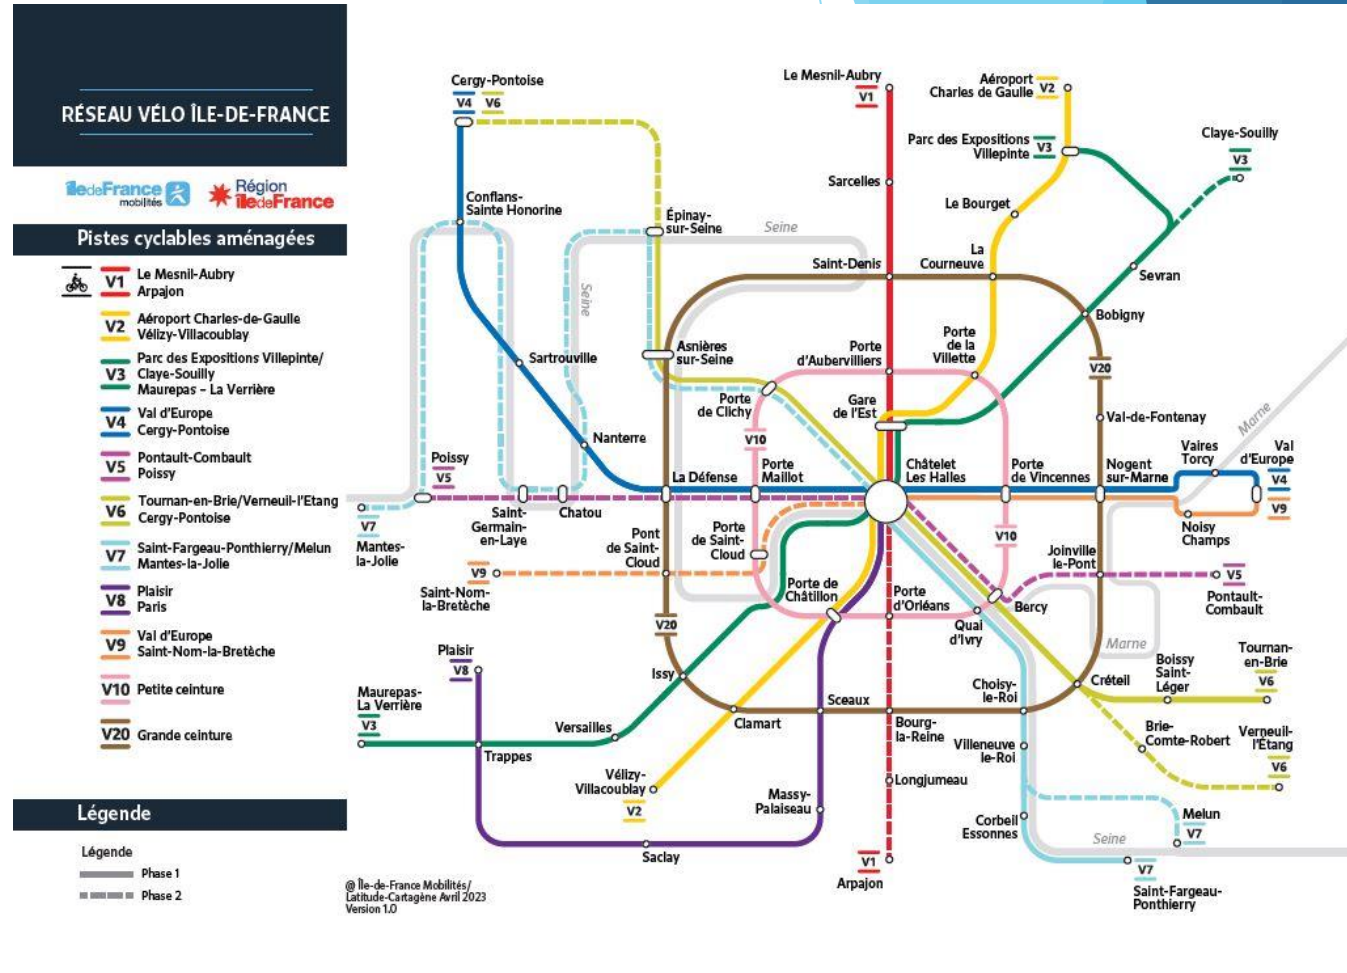 RÉSEAU VÉLO ÎLE-DE-FRANCE
îledeFrance
mobilités
Région
îledeFrance
Pistes cyclables aménagées
V1
Le Mesnil-Aubry
Arpajon
V2
Aéroport Charles-de-Gaulle
Vélizy-Villacoublay
V3
Parc des Expositions Villepinte/
Claye-Souilly
Maurepas - La Verrière
V4
Val d'Europe
Cergy-Pontoise
V5
Pontault-Combault
Poissy
V6
Tournan-en-Brie/Verneuil-l'Etang
Cergy-Pontoise
V7
Saint-Fargeau-Ponthierry/Melun
Mantes-la-Jolie
V8
Plaisir
Paris
V9
Val d'Europe
Saint-Nom-la-Bretèche
V10 Petite ceinture
V20 Grande ceinture
Légende
Légende
Phase 1
Phase 2
@ Île-de-France Mobilités/
Latitude-Cartagène Avril 2023
Version 1.0
Cergy-Pontoise
V4 V6
Le Mesnil-Aubry
V1
Aéroport
Charles de Gaulle
V2
Parc des Expositions
Villepinte
V3
Claye-Souilly
V3
Sarcelles
Conflans-
Sainte Honorine
Épinay-
sur-Seine
Seine
Le Bourget
Saint-Denis
La
Courneuve
Sevran
Seine
Bobigny
Sartrouville
Asnières
sur-Seine
Porte
d'Aubervilliers
Porte
de la
Villette
V20
Porte
de Clichy
Gare
de l'Est
Val-de-Fontenay
Marne
Nanterre
V10
Poissy
V5
La Défense
Porte
Maillot
Châtelet
Les Halles
Porte
de Vincennes
Nogent
sur-Marne
Vaires
Torcy
Val
d'Europe
V4
V9
V7
Mantes-
la-Jolie
Saint-
Germain-
en-Laye
Chatou
Pont
de Saint-
Cloud
Porte
de Saint-
Cloud
V10
Noisy
Champs
Joinville
le-Pont
V9
Saint-Nom-
la-Bretèche
Porte de
Châtillon
Porte
d'Orléans
Bercy
V5
Pontault-
Combault
V20
Quai
d'Ivry
Marne
Plaisir
V8
Issy
Maurepas-
La Verrière
V3
Versailles
Trappes
Clamart
Sceaux
Bourg-
la-Reine
Choisy-
le-Roi
Créteil
Boissy
Saint-
Léger
Tournan-
en-Brie
V6
Brie-
Comte-Robert
Verneuil-
l'Étang
V6
Villeneuve
le-Roi
Vélizy-
Villacoublay
V2
Massy-
Palaiseau
Longjumeau
Corbeil
Essonnes
Melun
V7
Seine
Saclay
V1
Arpajon
V7
Saint-Fargeau-
Ponthierry